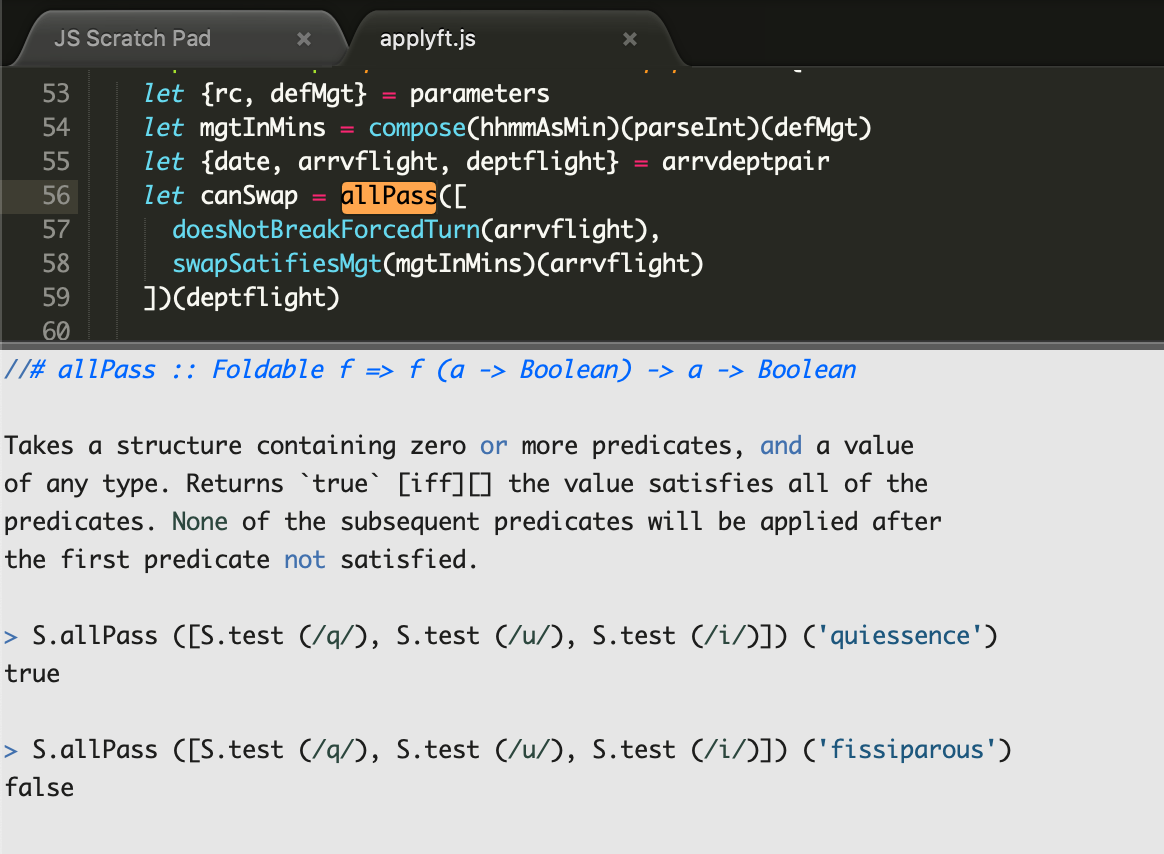 JS Scratch Pad × applyft.js ×
53 let {rc, defMgt} = parameters
54 let mgtInMins = compose(hhmmAsMin)(parseInt)(defMgt)
55 let {date, arrvflight, deptflight} = arrvdeptpair
56 let canSwap = allPass([
57 doesNotBreakForcedTurn(arrvflight),
58 swapSatifiesMgt(mgtInMins)(arrvflight)
59 ])(deptflight)
60
//# allPass :: Foldable f => f (a -> Boolean) -> a -> Boolean
Takes a structure containing zero or more predicates, and a value
of any type. Returns `true` [iff][] the value satisfies all of the
predicates. None of the subsequent predicates will be applied after
the first predicate not satisfied.
> S.allPass ([S.test (/q/), S.test (/u/), S.test (/i/)]) ('quiessence')
true
> S.allPass ([S.test (/q/), S.test (/u/), S.test (/i/)]) ('fissiparous')
false